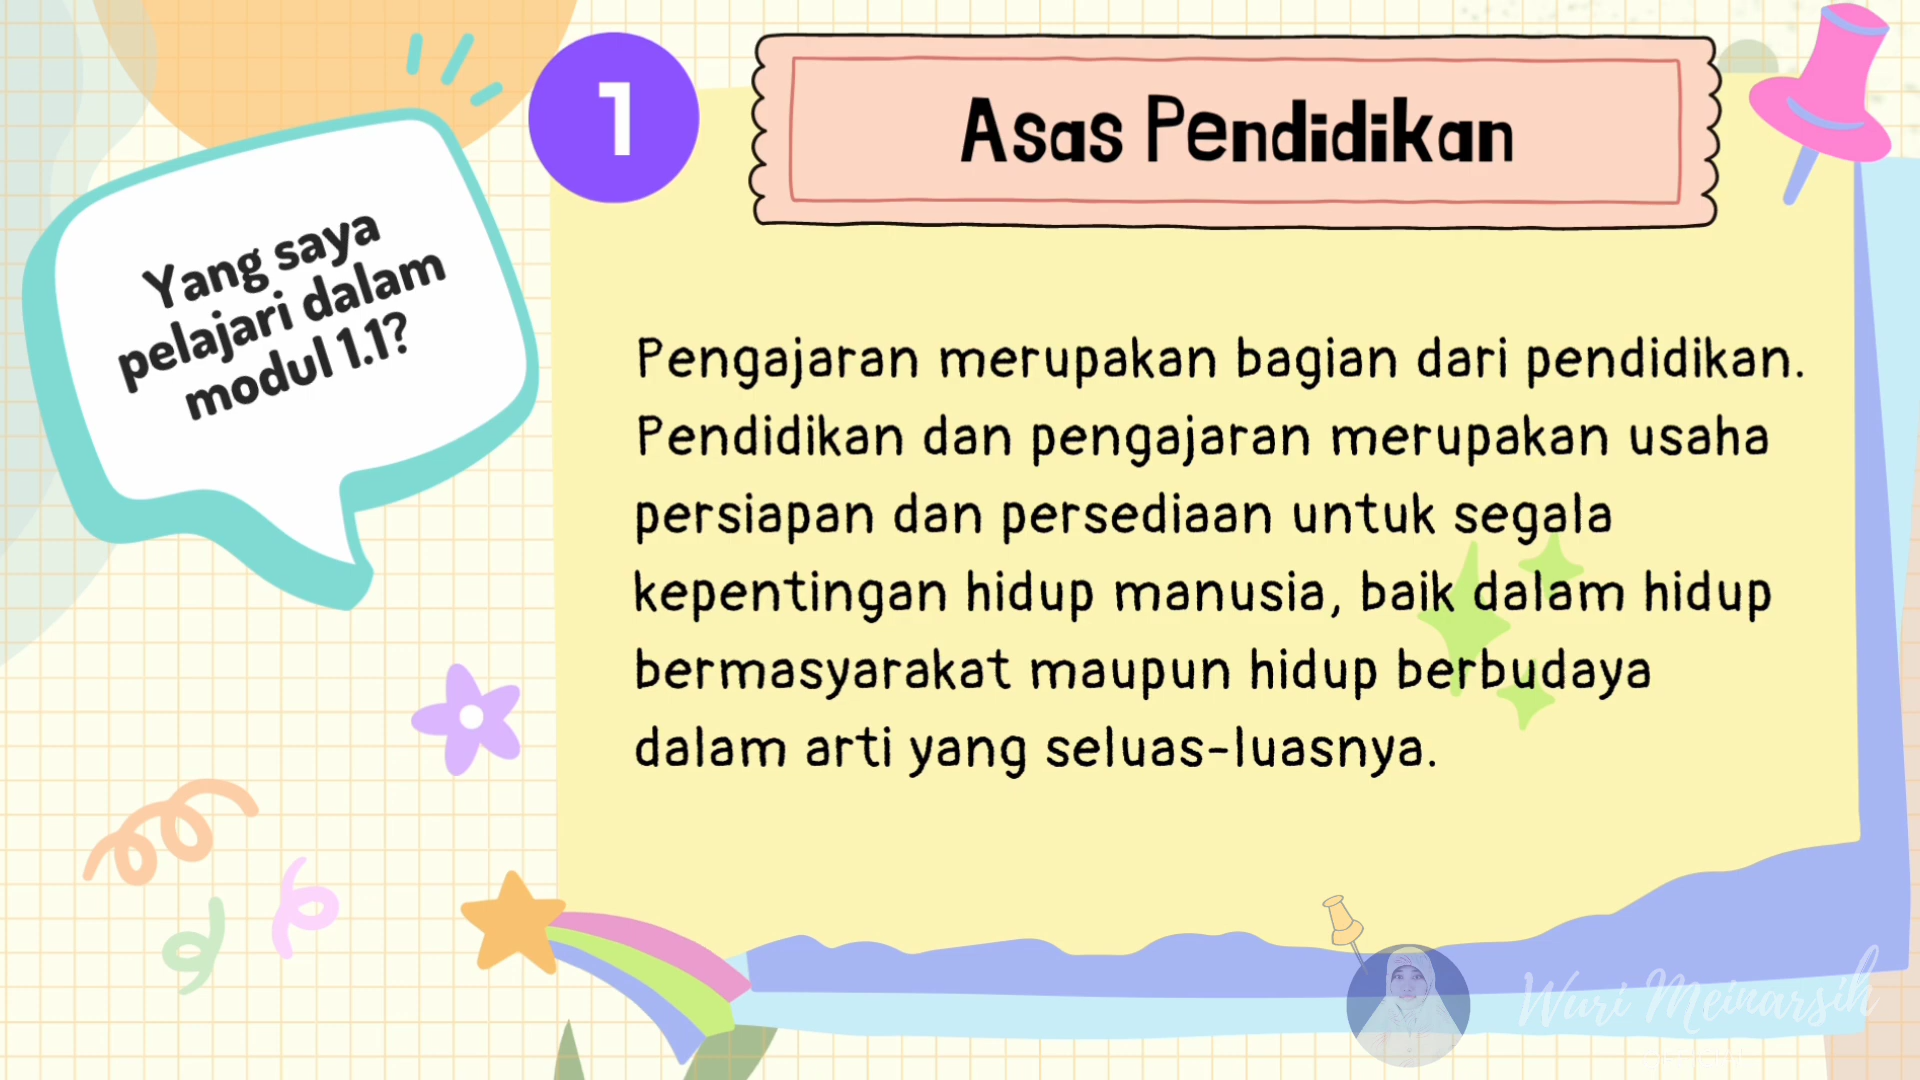 Yang saya
pelajari dalam
modul 1.1?
1
Asas Pendidikan
Pengajaran merupakan bagian dari pendidikan.
Pendidikan dan pengajaran merupakan usaha
persiapan dan persediaan untuk segala
kepentingan hidup manusia, baik dalam hidup
bermasyarakat maupun hidup berbudaya
dalam arti yang seluas-luasnya.
Wuri Meinarsih